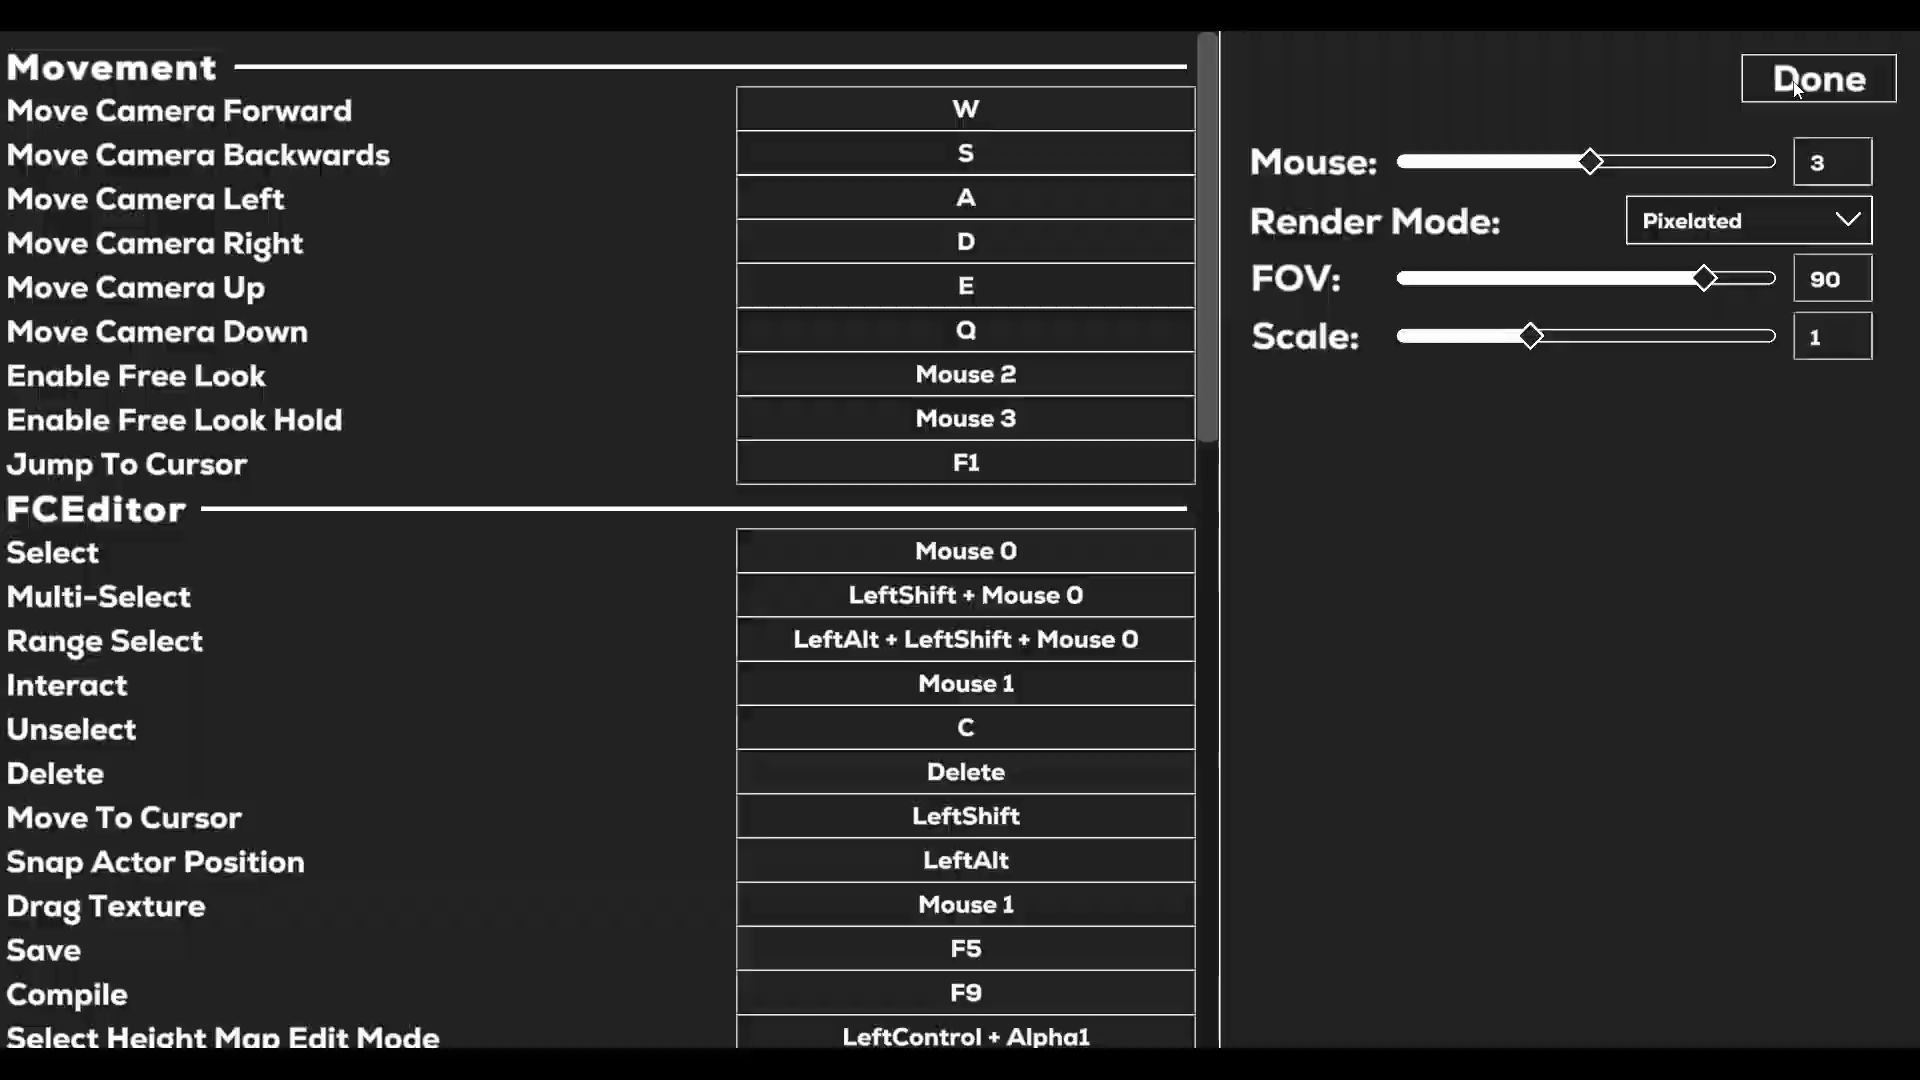 Movement
Move Camera Forward W
Move Camera Backwards S
Move Camera Left A
Move Camera Right D
Move Camera Up E
Move Camera Down Q
Enable Free Look Mouse 2
Enable Free Look Hold Mouse 3
Jump To Cursor F1
FCEditor
Select Mouse 0
Multi-Select LeftShift + Mouse 0
Range Select LeftAlt + LeftShift + Mouse 0
Interact Mouse 1
Unselect C
Delete Delete
Move To Cursor LeftShift
Snap Actor Position LeftAlt
Drag Texture Mouse 1
Save F5
Compile F9
Select Height Map Edit Mode LeftControl + Alpha1
Done
Mouse: 3
Render Mode: Pixelated
FOV: 90
Scale: 1